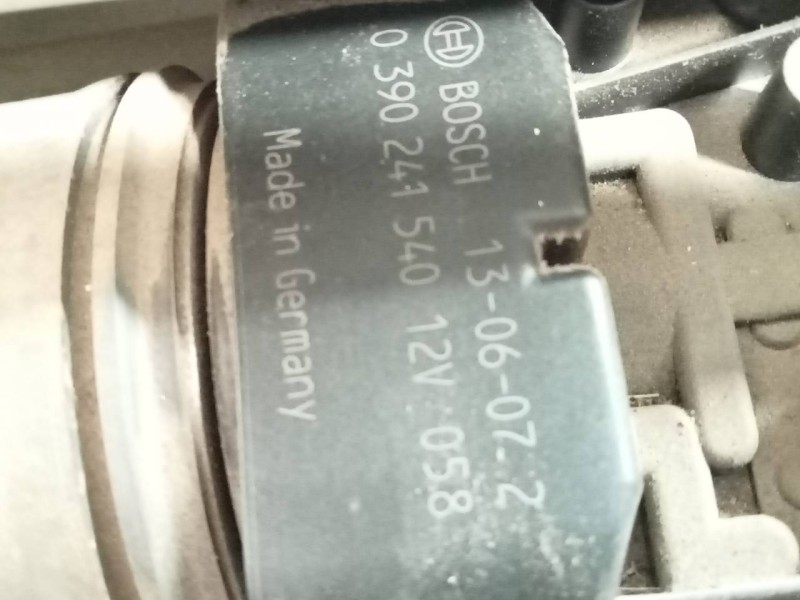 BOSCH 13-06-07-2
0 390 241 540 12V 058
Made in Germany